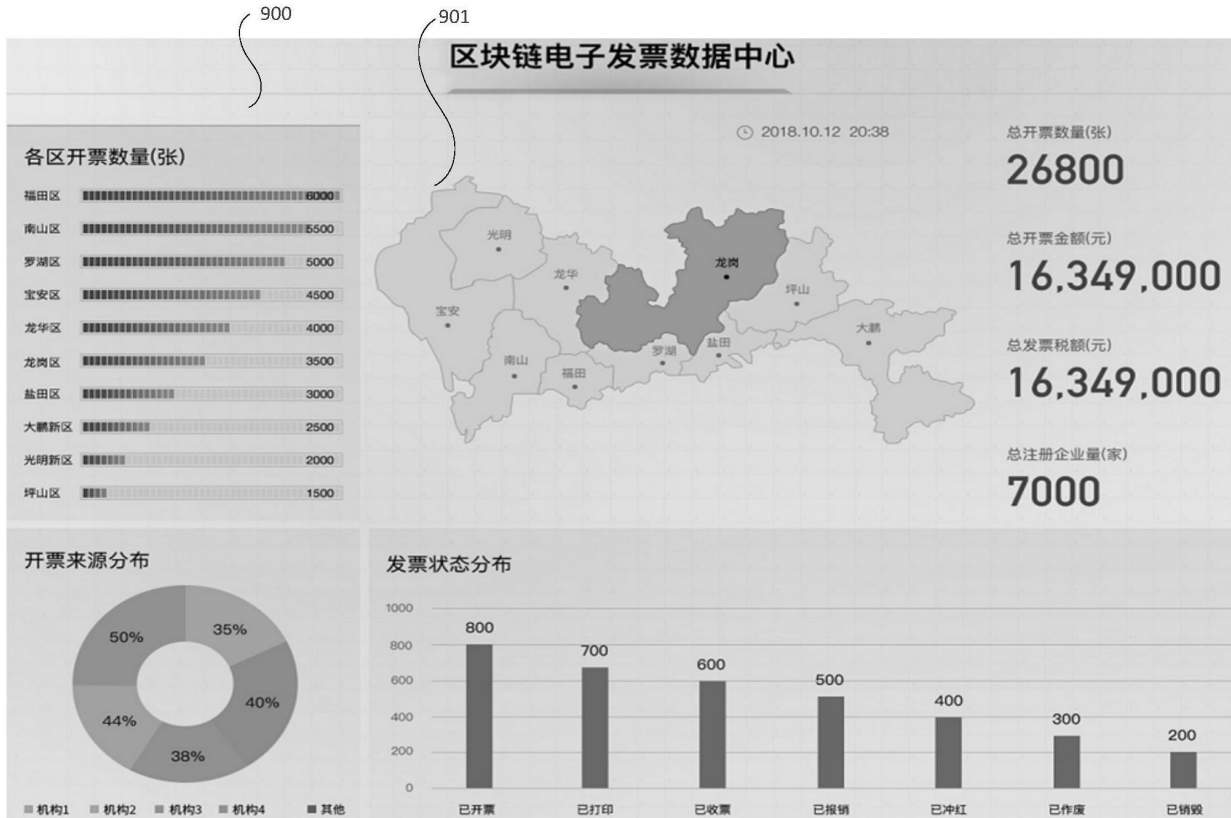 900
901
区块链电子发票数据中心
2018.10.12 20:38
各区开票数量(张)
福田区 6000
南山区 5500
罗湖区 5000
宝安区 4500
龙华区 4000
龙岗区 3500
盐田区 3000
大鹏新区 2500
光明新区 2000
坪山区 1500
光明
龙华
龙岗
坪山
宝安
大鹏
南山
福田
罗湖
盐田
总开票数量(张)
26800
总开票金额(元)
16,349,000
总发票税额(元)
16,349,000
总注册企业量(家)
7000
开票来源分布
50%
35%
40%
44%
38%
机构1 机构2 机构3 机构4 其他
发票状态分布
1000
800
600
400
200
0
800
700
600
500
400
300
200
已开票 已打印 已收票 已报销 已冲红 已作废 已销毁